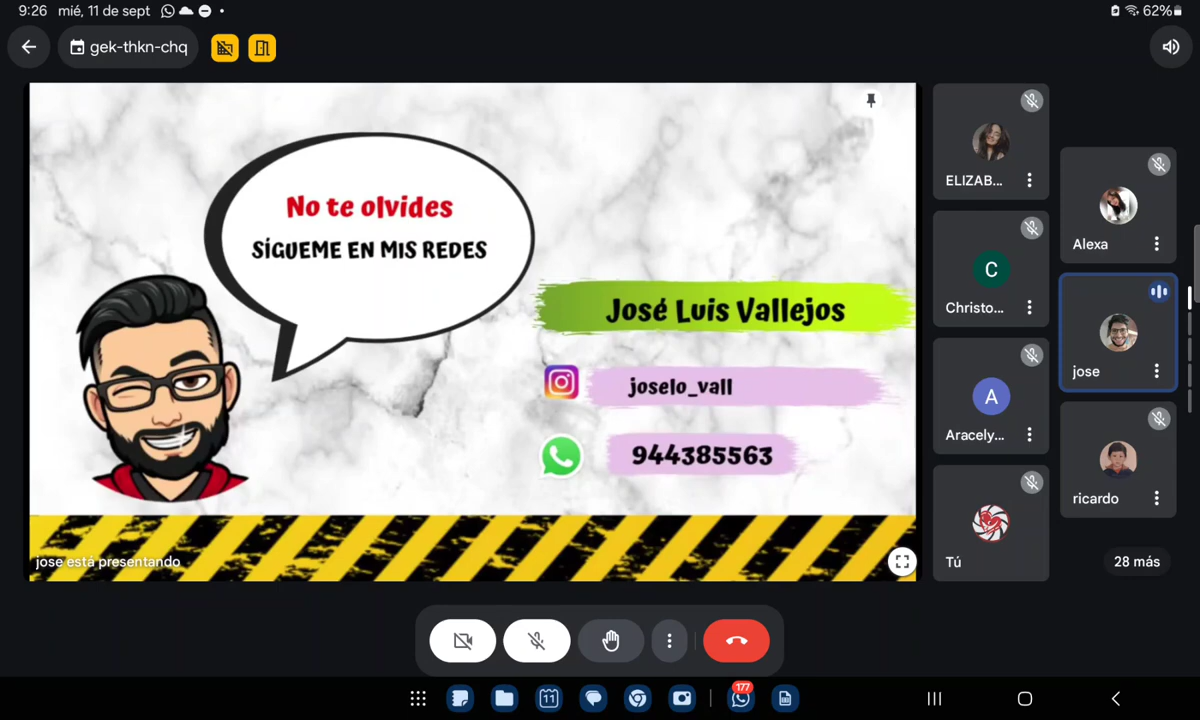 9:26 mié, 11 de sept
62%
gek-thkn-chq
No te olvides
SÍGUEME EN MIS REDES
José Luis Vallejos
joselo_vall
944385563
jose está presentando
ELIZAB...
Christo...
C
Aracely...
A
Tú
Alexa
jose
ricardo
28 más
11
177